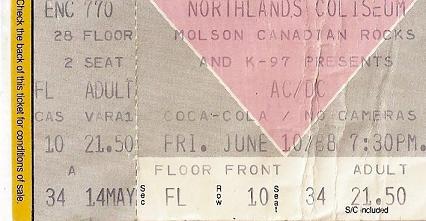 Check the back of this ticket for conditions of sale.
ENC 770 NORTHLANDS COLISEUM
28 FLOOR MOLSON CANADIAN ROCKS
2 SEAT AND K-97 PRESENTS
FL ADULT AC/DC
CAS VARA1 COCA-COLA / NO CAMERAS
10 21.50 FRI. JUNE 10/88 7:30PM.
A FLOOR FRONT ADULT
34 14MAY Sec FL Row 10 Seat 34 21.50
S/C included